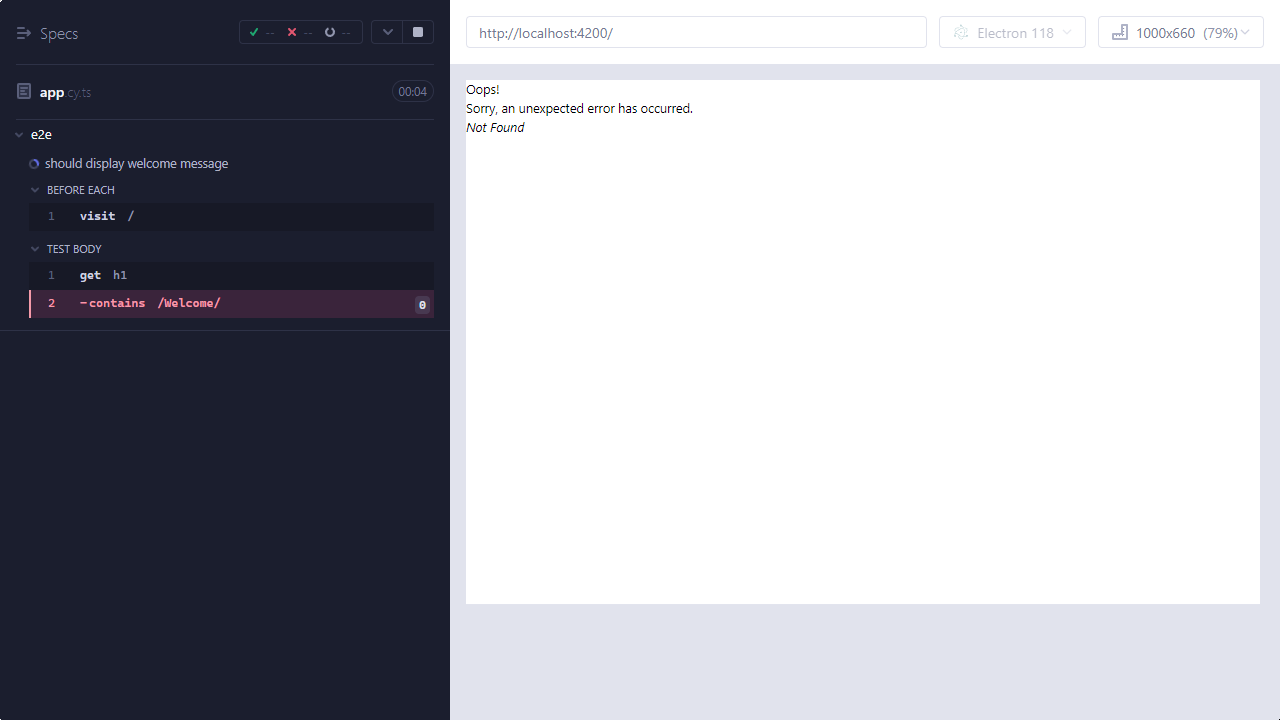 Specs
-- -- --
app.cy.ts
00:04
e2e
should display welcome message
BEFORE EACH
1 visit /
TEST BODY
1 get h1
2 -contains /Welcome/ 0
http://localhost:4200/
Electron 118
1000x660 (79%)
Oops!
Sorry, an unexpected error has occurred.
Not Found